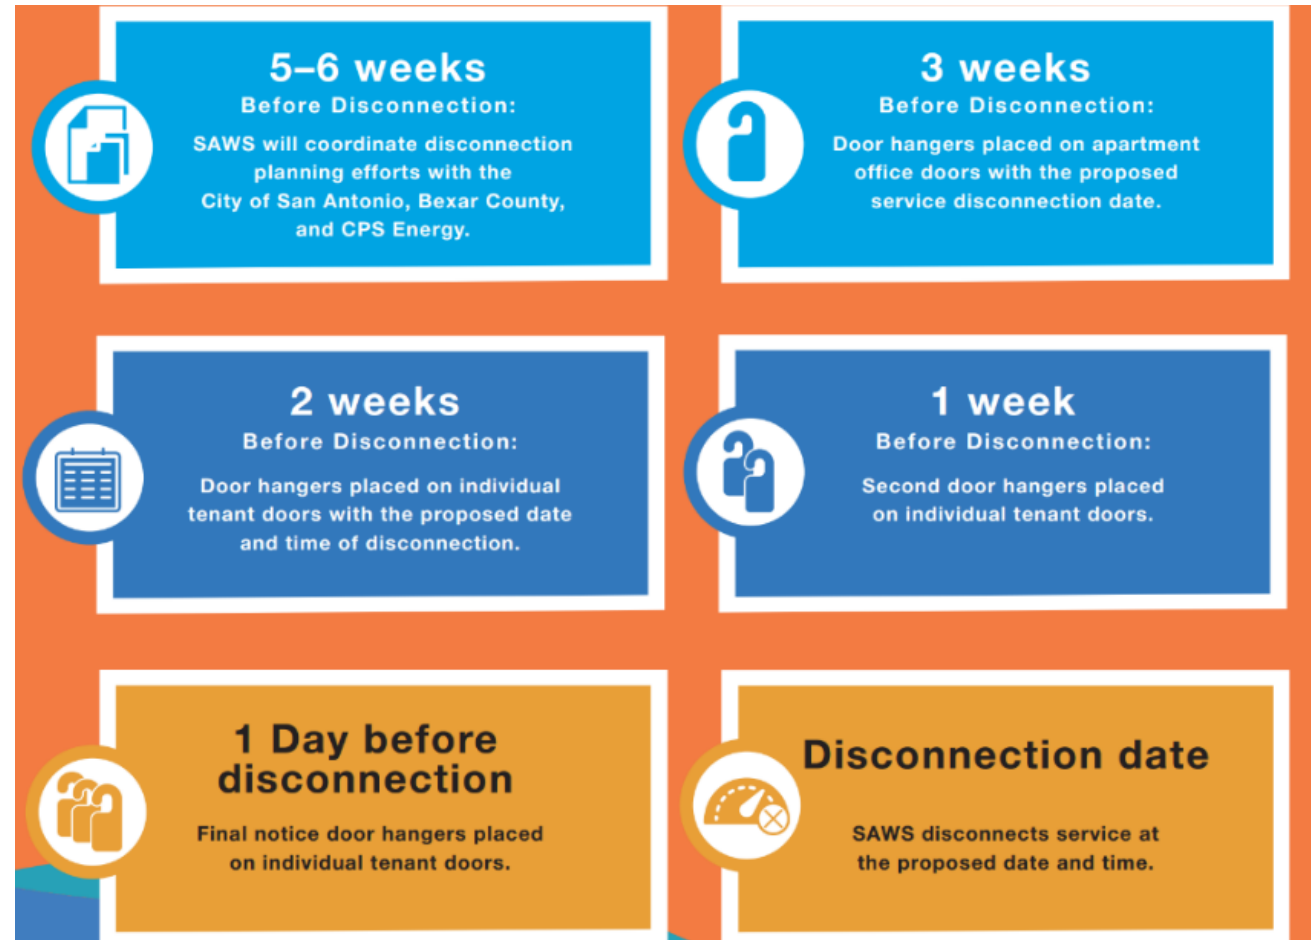 5–6 weeks
Before Disconnection:
SAWS will coordinate disconnection
planning efforts with the
City of San Antonio, Bexar County,
and CPS Energy.
3 weeks
Before Disconnection:
Door hangers placed on apartment
office doors with the proposed
service disconnection date.
2 weeks
Before Disconnection:
Door hangers placed on individual
tenant doors with the proposed date
and time of disconnection.
1 week
Before Disconnection:
Second door hangers placed
on individual tenant doors.
1 Day before
disconnection
Final notice door hangers placed
on individual tenant doors.
Disconnection date
SAWS disconnects service at
the proposed date and time.